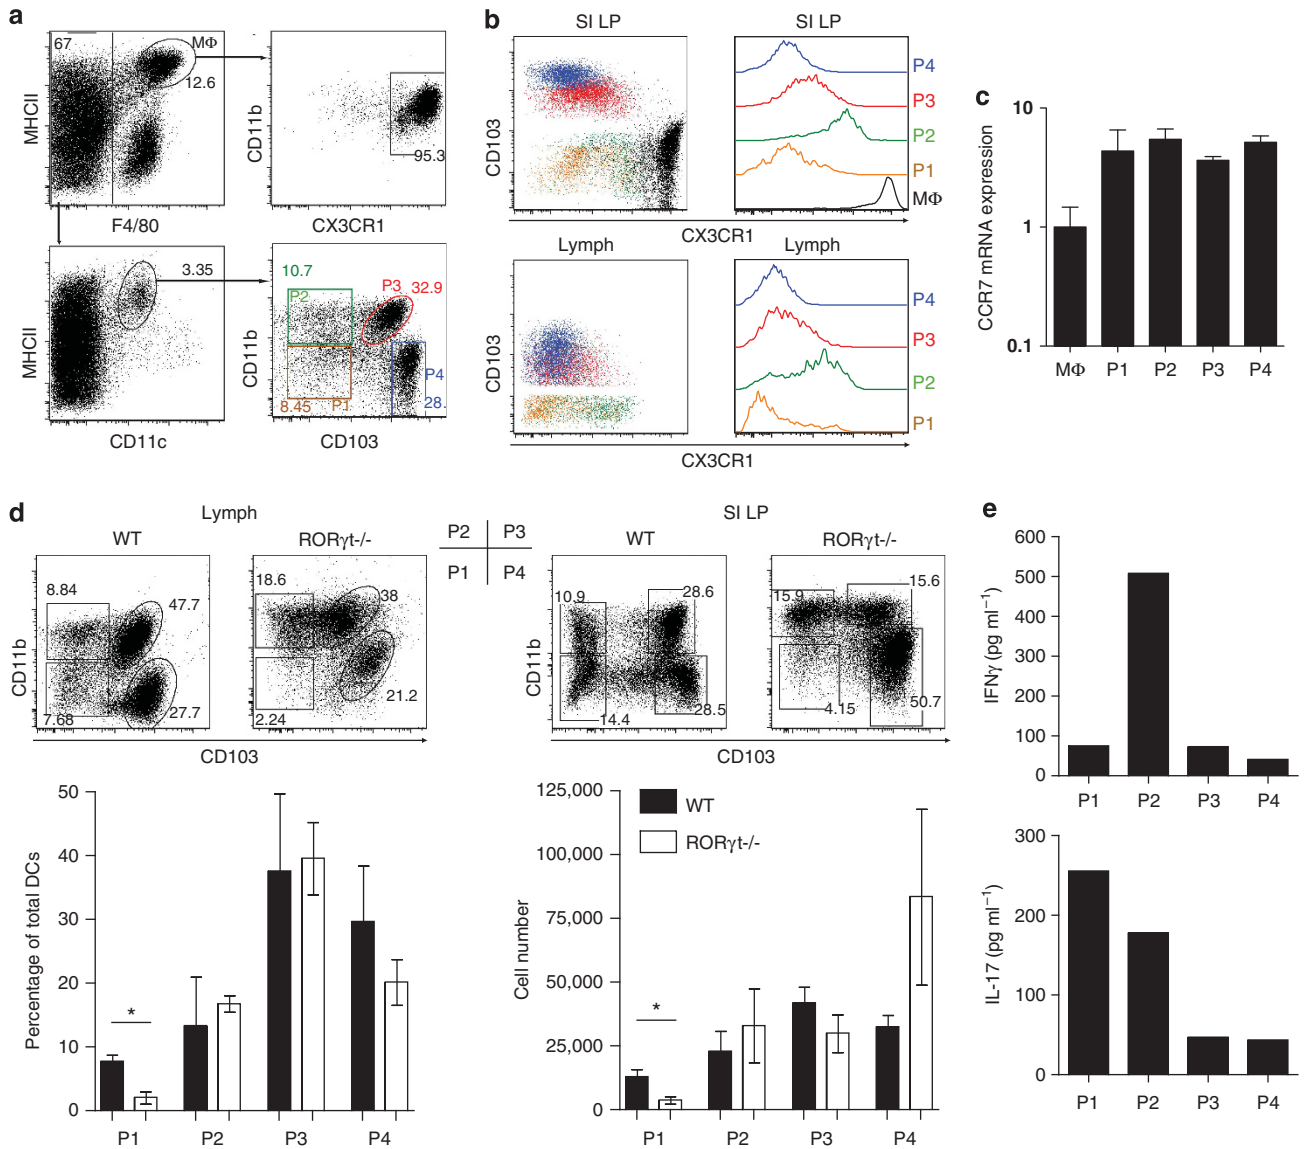 a
67
MΦ
12.6
MHCII
F4/80
CD11b
95.3
CX3CR1
3.35
MHCII
CD11c
10.7
P2
P3 32.9
P4
28.
8.45
P1
CD11b
CD103
b
SI LP
SI LP
CD103
P4
P3
P2
P1
MΦ
CX3CR1
Lymph
Lymph
CD103
P4
P3
P2
P1
CX3CR1
c
CCR7 mRNA expression
10
1
0.1
MΦ P1 P2 P3 P4
d
Lymph
WT
RORγt-/-
P2 P3
P1 P4
SI LP
WT
RORγt-/-
8.84
47.7
7.68
27.7
18.6
38
2.24
21.2
CD11b
CD103
10.9
28.6
14.4
28.5
15.9
15.6
4.15
50.7
CD11b
CD103
Percentage of total DCs
50
40
30
20
10
0
*
P1 P2 P3 P4
Cell number
125,000
100,000
75,000
50,000
25,000
0
WT
RORγt-/-
*
P1 P2 P3 P4
e
IFNγ (pg ml−1)
600
500
400
300
200
100
0
P1 P2 P3 P4
IL-17 (pg ml−1)
300
200
100
0
P1 P2 P3 P4